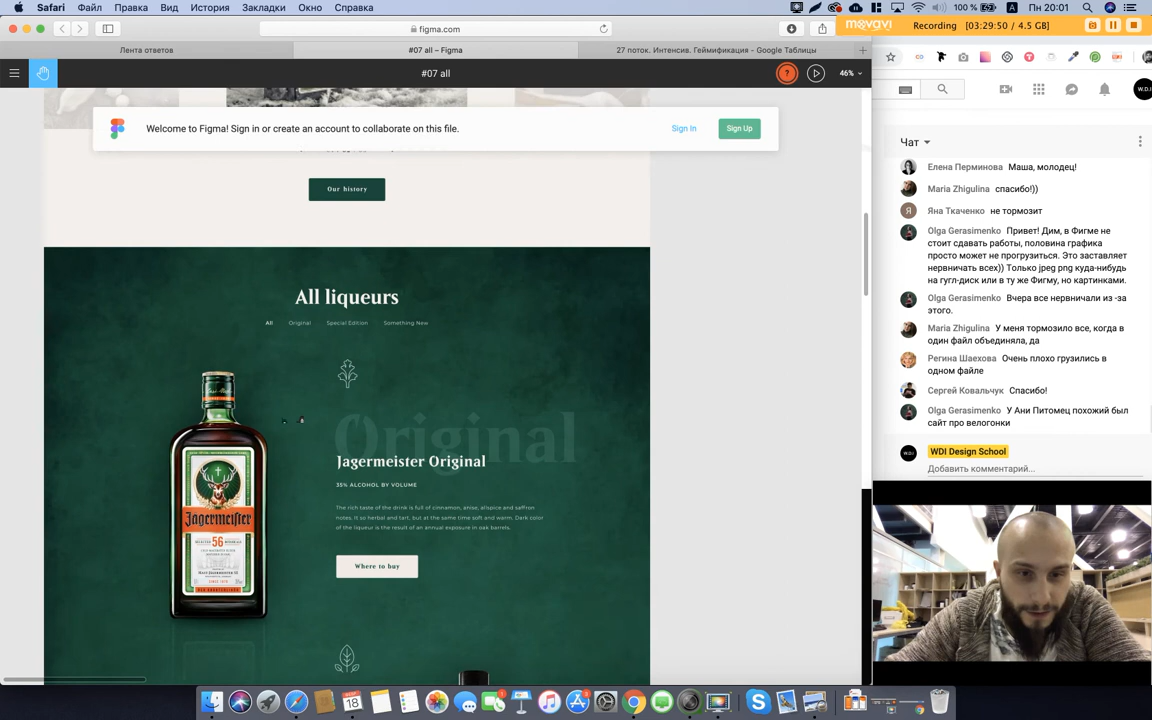 Safari Файл Правка Вид История Закладки Окно Справка
100 % Пн 20:01
movavi Recording [03:29:50 / 4.5 GB]
figma.com
Лента ответов
#07 all – Figma
27 поток. Интенсив. Геймификация – Google Таблицы
#07 all
?
46%
Welcome to Figma! Sign in or create an account to collaborate on this file.
Sign In
Sign Up
Our history
All liqueurs
All Original Special Edition Something New
Original
Jagermeister Original
35% ALCOHOL BY VOLUME
The rich taste of the drink is full of cinnamon, anise, allspice and saffron
notes. It so herbal and tart, but at the same time soft and warm. Dark color
of the liqueur is the result of an annual exposure in oak barrels.
Where to buy
Jägermeister
56
W.D.I
Чат
Елена Перминова Маша, молодец!
Maria Zhigulina спасибо!))
Я Яна Ткаченко не тормозит
Olga Gerasimenko Привет! Дим, в Фигме не
стоит сдавать работы, половина графика
просто может не прогрузиться. Это заставляет
нервничать всех)) Только jpeg png куда-нибудь
на гугл-диск или в ту же Фигму, но картинками.
Olga Gerasimenko Вчера все нервничали из -за
этого.
Maria Zhigulina У меня тормозило все, когда в
один файл объединяла, да
Регина Шаехова Очень плохо грузились в
одном файле
Сергей Ковальчук Спасибо!
Olga Gerasimenko У Ани Питомец похожий был
сайт про велогонки
W.D.I WDI Design School
Добавить комментарий...
18